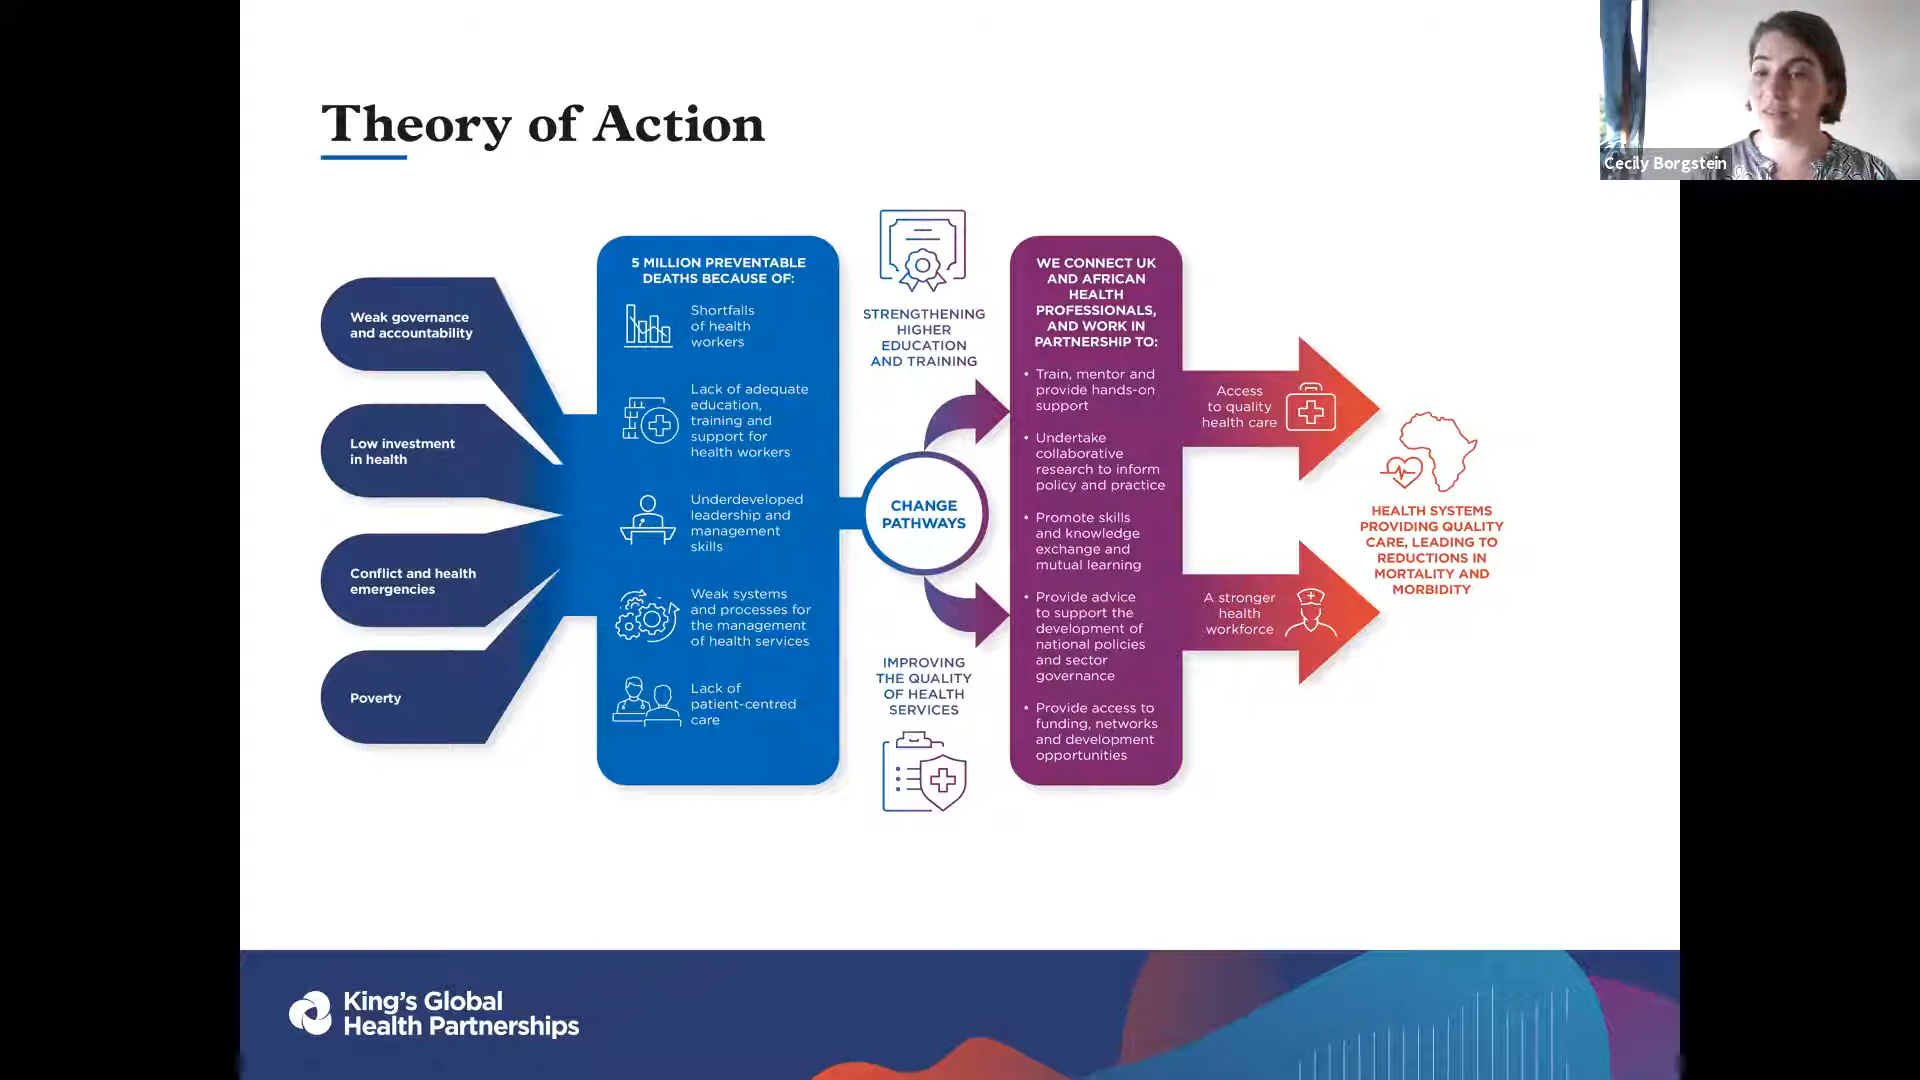 Theory of Action
Cecily Borgstein
Weak governance
and accountability
Low investment
in health
Conflict and health
emergencies
Poverty
5 MILLION PREVENTABLE
DEATHS BECAUSE OF:
Shortfalls
of health
workers
Lack of adequate
education,
training and
support for
health workers
Underdeveloped
leadership and
management
skills
Weak systems
and processes for
the management
of health services
Lack of
patient-centred
care
STRENGTHENING
HIGHER
EDUCATION
AND TRAINING
CHANGE
PATHWAYS
IMPROVING
THE QUALITY
OF HEALTH
SERVICES
WE CONNECT UK
AND AFRICAN
HEALTH
PROFESSIONALS,
AND WORK IN
PARTNERSHIP TO:
• Train, mentor and
provide hands-on
support
• Undertake
collaborative
research to inform
policy and practice
• Promote skills
and knowledge
exchange and
mutual learning
• Provide advice
to support the
development of
national policies
and sector
governance
• Provide access to
funding, networks
and development
opportunities
Access
to quality
health care
A stronger
health
workforce
HEALTH SYSTEMS
PROVIDING QUALITY
CARE, LEADING TO
REDUCTIONS IN
MORTALITY AND
MORBIDITY
King's Global
Health Partnerships